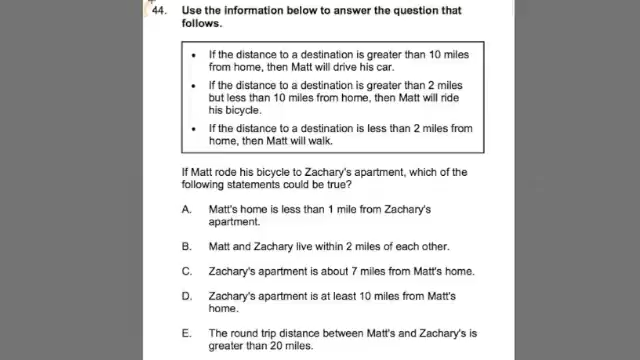 44. Use the information below to answer the question that
follows.
• If the distance to a destination is greater than 10 miles
from home, then Matt will drive his car.
• If the distance to a destination is greater than 2 miles
but less than 10 miles from home, then Matt will ride
his bicycle.
• If the distance to a destination is less than 2 miles from
home, then Matt will walk.
If Matt rode his bicycle to Zachary's apartment, which of the
following statements could be true?
A. Matt's home is less than 1 mile from Zachary's
apartment.
B. Matt and Zachary live within 2 miles of each other.
C. Zachary's apartment is about 7 miles from Matt's home.
D. Zachary's apartment is at least 10 miles from Matt's
home.
E. The round trip distance between Matt's and Zachary's is
greater than 20 miles.